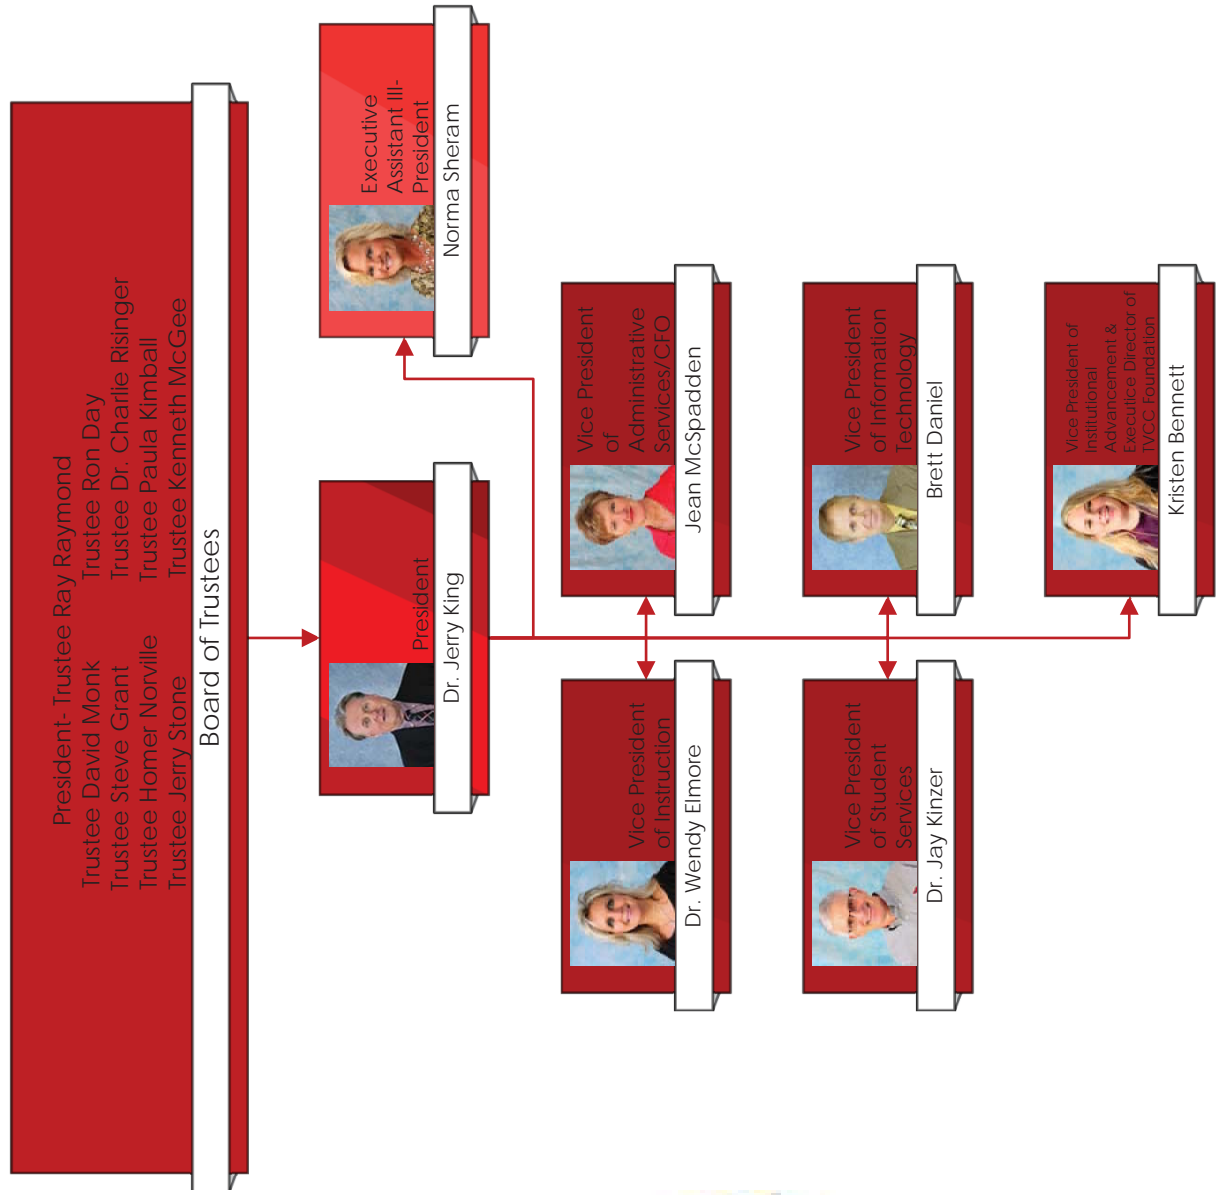 President- Trustee Ray Raymond
Trustee David Monk Trustee Ron Day
Trustee Steve Grant Trustee Dr. Charlie Risinger
Trustee Homer Norville Trustee Paula Kimball
Trustee Jerry Stone Trustee Kenneth McGee
Board of Trustees
President
Dr. Jerry King
Executive
Assistant III-
President
Norma Sheram
Vice President
of Instruction
Dr. Wendy Elmore
Vice President
of
Administrative
Services/CFO
Jean McSpadden
Vice President
of Student
Services
Dr. Jay Kinzer
Vice President
of Information
Technology
Brett Daniel
Vice President of
Institutional
Advancement &
Executice Director of
TVCC Foundation
Kristen Bennett